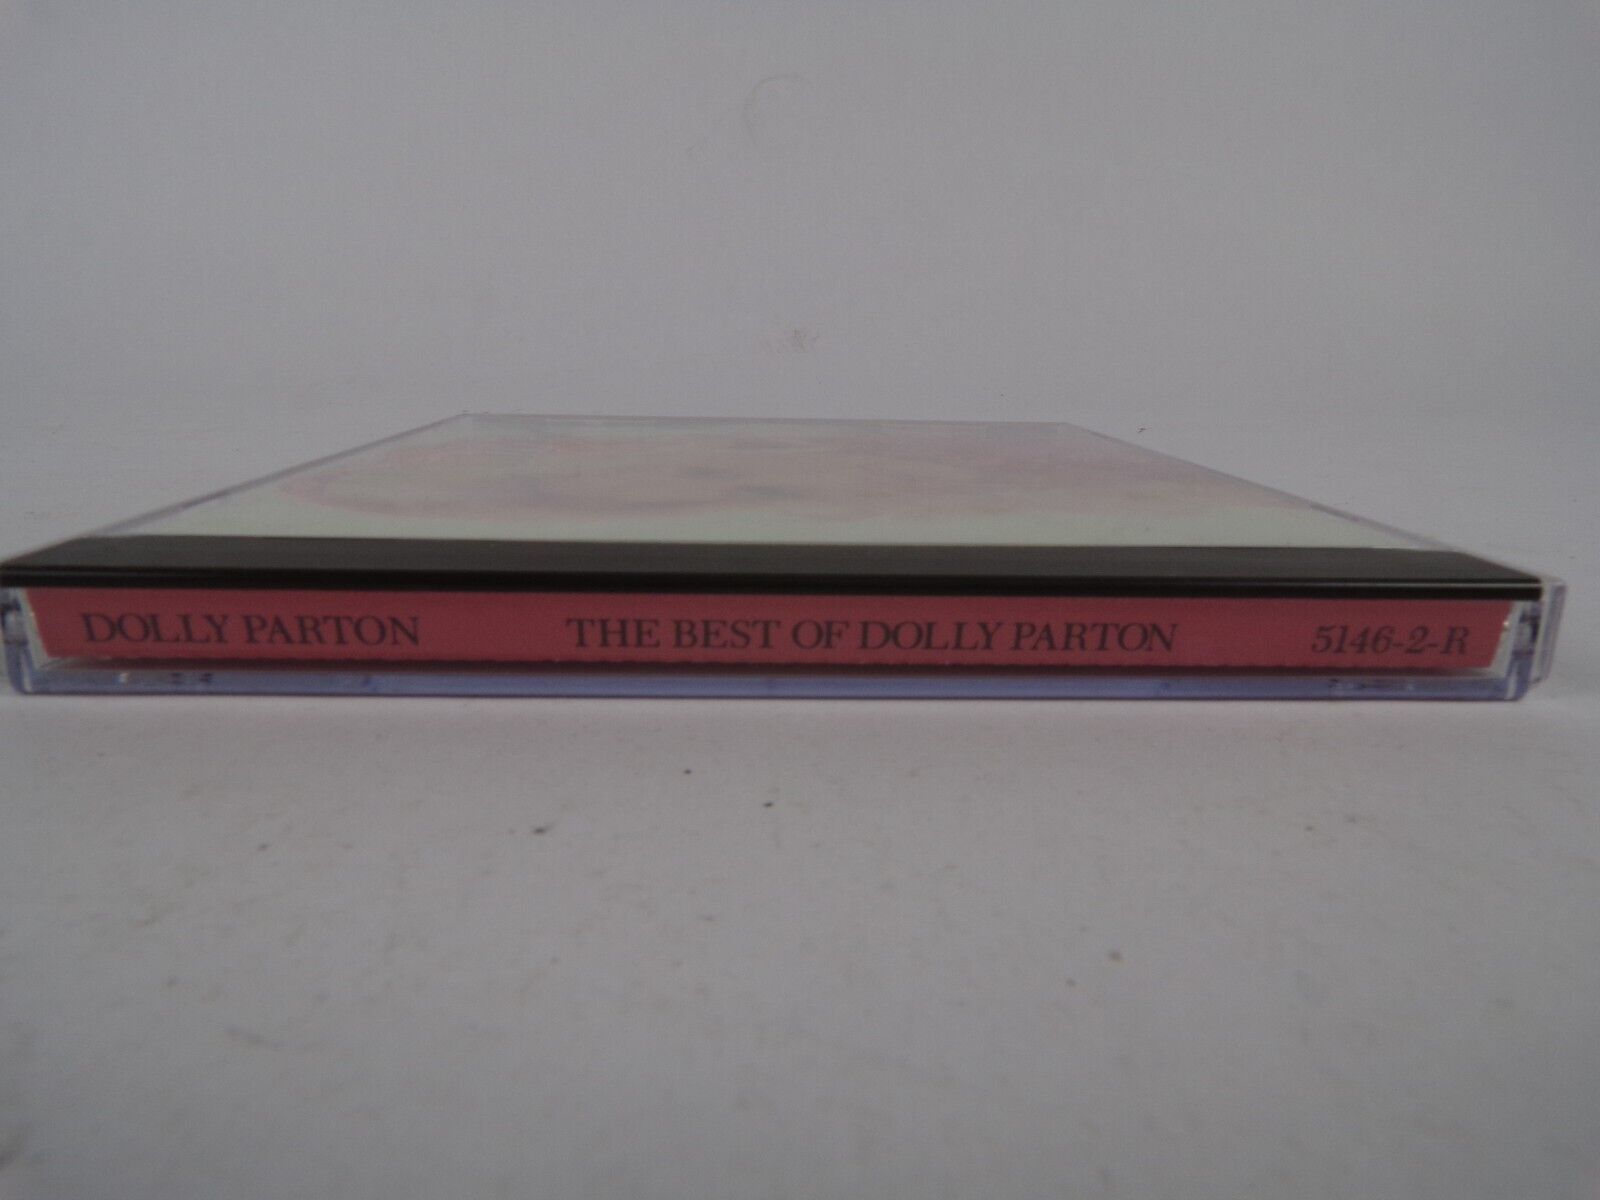 DOLLY PARTON THE BEST OF DOLLY PARTON 5146-2-R